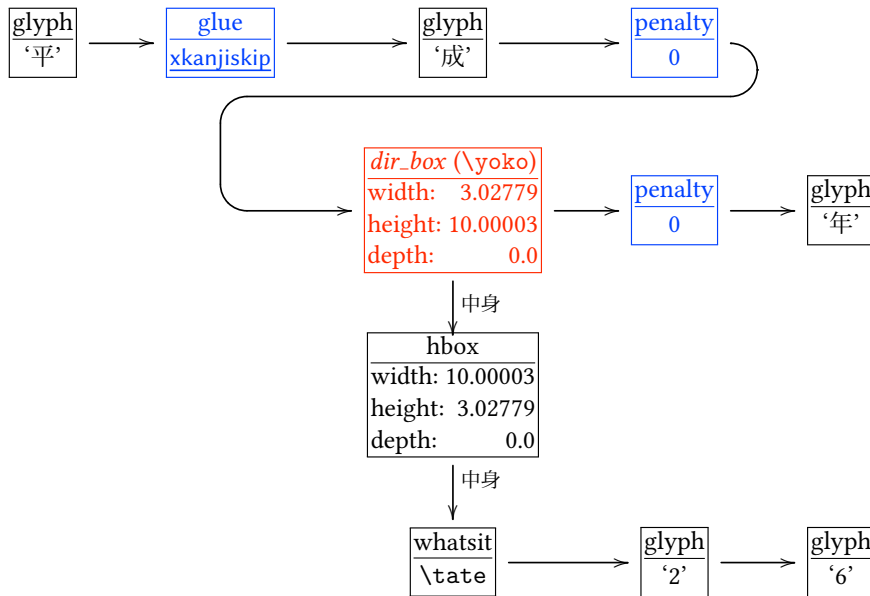 glyph glue glyph penalty
‘平’ xkanjiskip ‘成’ 0
dir_box (\yoko)
width: 3.02779
height: 10.00003
depth: 0.0
penalty
0
glyph
‘年’
中身
hbox
width: 10.00003
height: 3.02779
depth: 0.0
中身
whatsit glyph glyph
\tate ‘2’ ‘6’